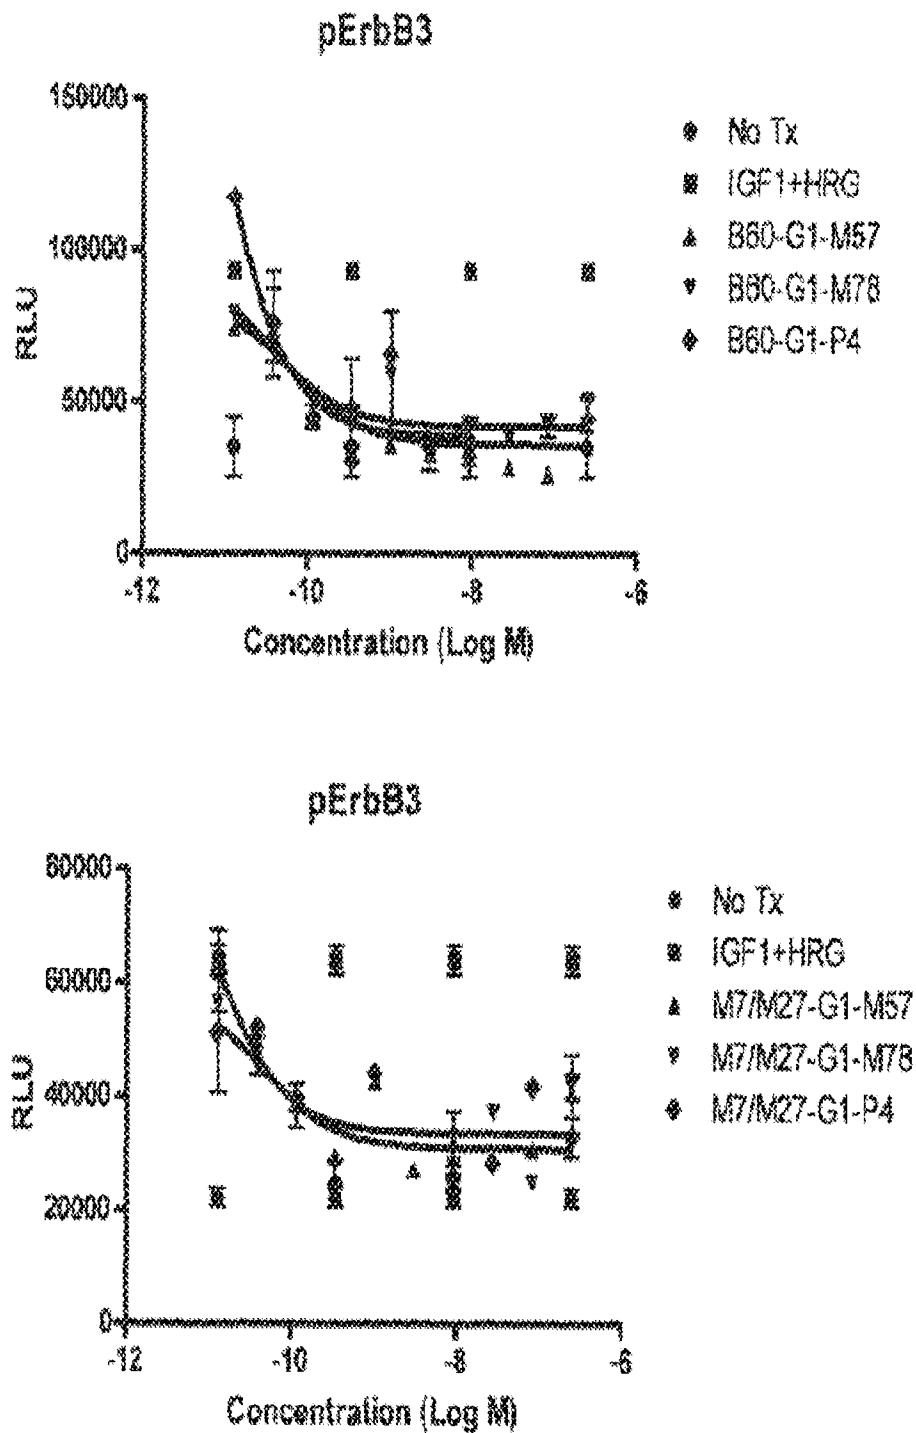 pErbB3
150000
100000
50000
0
RLU
-12
-10
-8
-6
Concentration (Log M)
No Tx
IGF1+HRG
B60-G1-M57
B60-G1-M78
B60-G1-P4
pErbB3
80000
60000
40000
20000
0
RLU
-12
-10
-8
-6
Concentration (Log M)
No Tx
IGF1+HRG
M7/M27-G1-M57
M7/M27-G1-M78
M7/M27-G1-P4